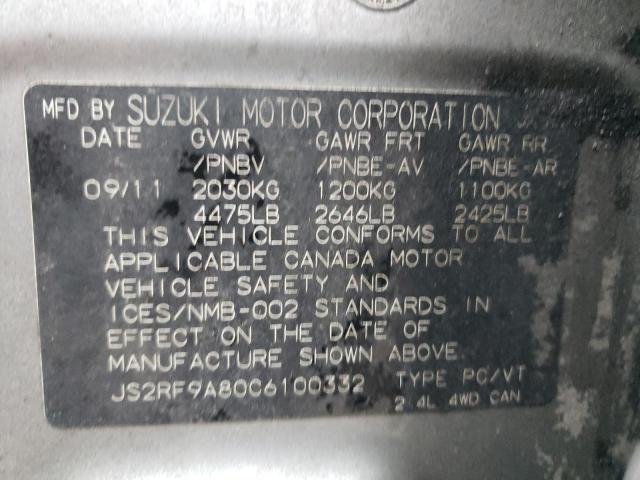 MFD BY SUZUKI MOTOR CORPORATION
DATE GVWR GAWR FRT GAWR RR
/PNBV /PNBE-AV /PNBE-AR
09/11 2030KG 1200KG 1100KG
4475LB 2646LB 2425LB
THIS VEHICLE CONFORMS TO ALL
APPLICABLE CANADA MOTOR
VEHICLE SAFETY AND
ICES/NMB-002 STANDARDS IN
EFFECT ON THE DATE OF
MANUFACTURE SHOWN ABOVE.
JS2RF9A80C6100332 TYPE PC/VT
2.4L 4WD CAN